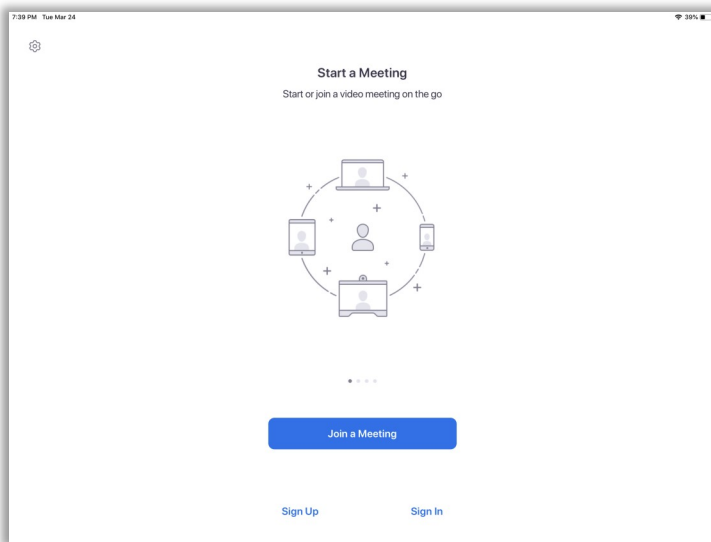 7:39 PM Tue Mar 24
39%
Start a Meeting
Start or join a video meeting on the go
Join a Meeting
Sign Up
Sign In